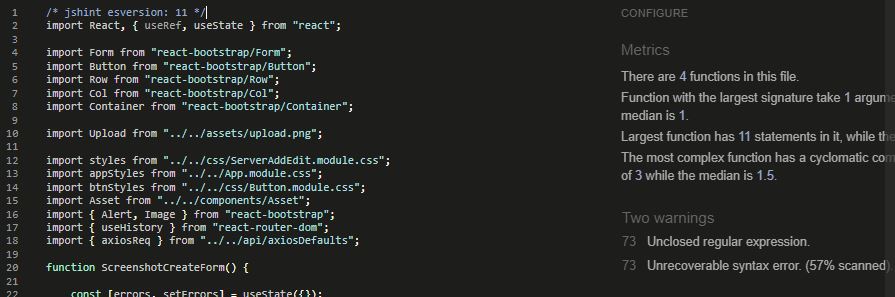 1 /* jshint esversion: 11 */
2 import React, { useRef, useState } from "react";
3
4 import Form from "react-bootstrap/Form";
5 import Button from "react-bootstrap/Button";
6 import Row from "react-bootstrap/Row";
7 import Col from "react-bootstrap/Col";
8 import Container from "react-bootstrap/Container";
9
10 import Upload from "../../assets/upload.png";
11
12 import styles from "../../css/ServerAddEdit.module.css";
13 import appStyles from "../../App.module.css";
14 import btnStyles from "../../css/Button.module.css";
15 import Asset from "../../components/Asset";
16 import { Alert, Image } from "react-bootstrap";
17 import { useHistory } from "react-router-dom";
18 import { axiosReq } from "../../api/axiosDefaults";
19
20 function ScreenshotCreateForm() {
21
22 const [errors, setErrors] = useState({});
CONFIGURE
Metrics
There are 4 functions in this file.
Function with the largest signature take 1 argume
median is 1.
Largest function has 11 statements in it, while the
The most complex function has a cyclomatic com
of 3 while the median is 1.5.
Two warnings
73 Unclosed regular expression.
73 Unrecoverable syntax error. (57% scanned)